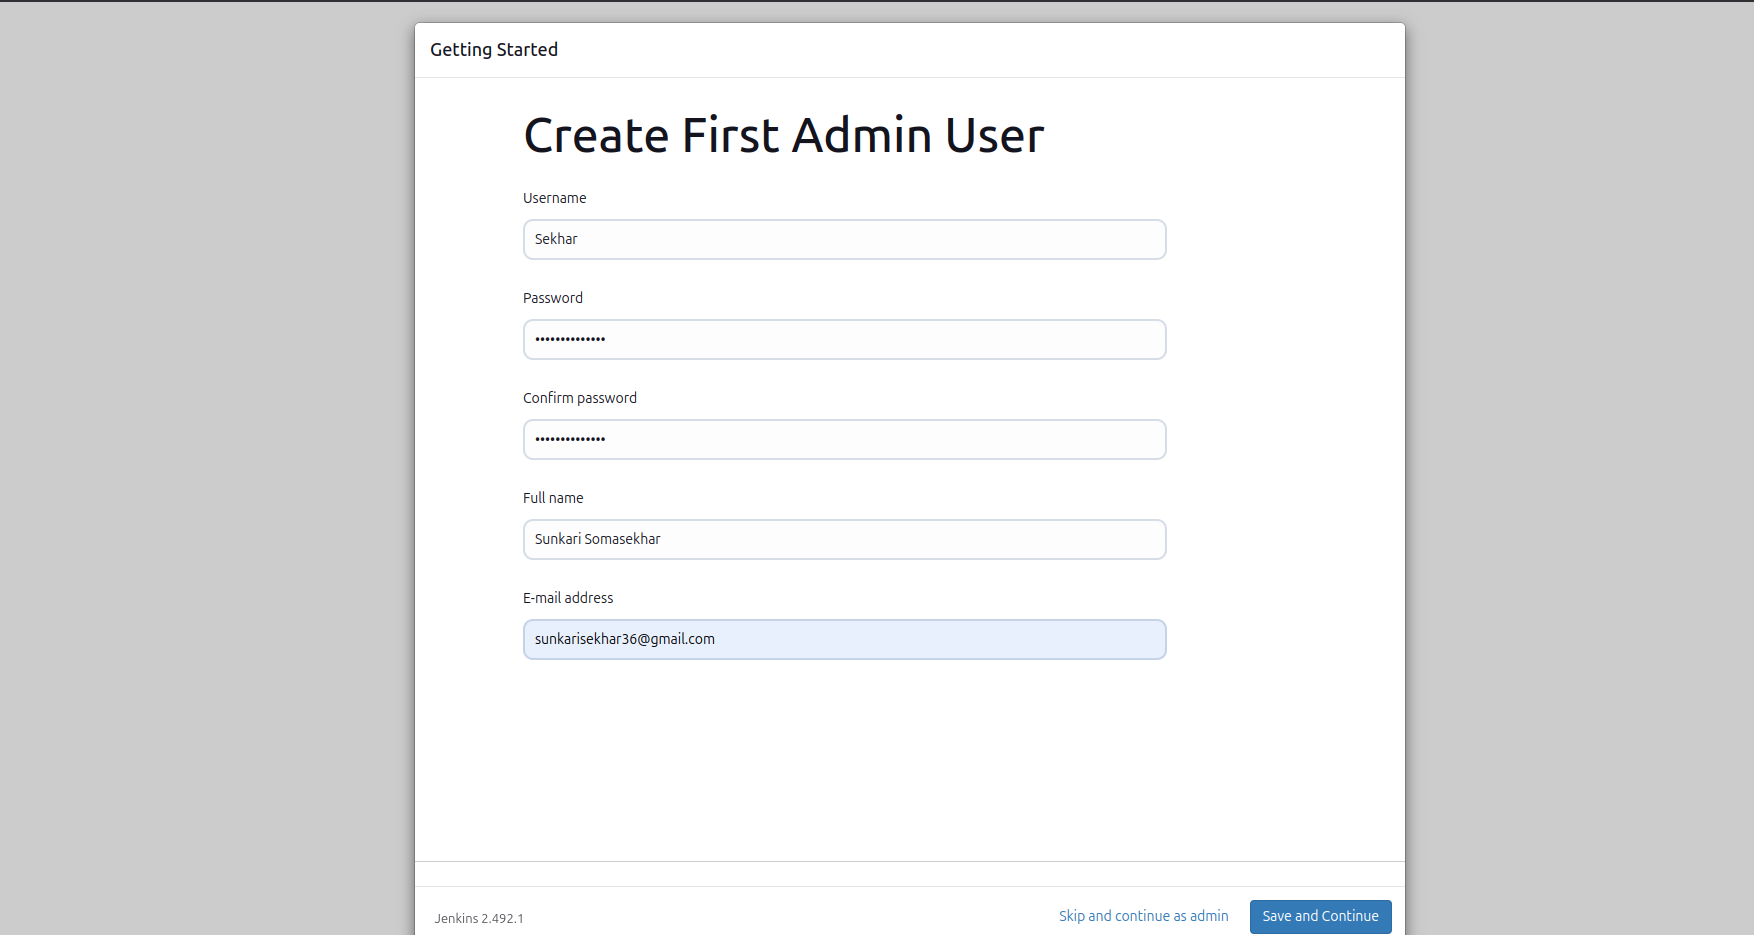 Getting Started
Create First Admin User
Username
Sekhar
Password
••••••••••••••
Confirm password
••••••••••••••
Full name
Sunkari Somasekhar
E-mail address
sunkarisekhar36@gmail.com
Jenkins 2.492.1
Skip and continue as admin
Save and Continue